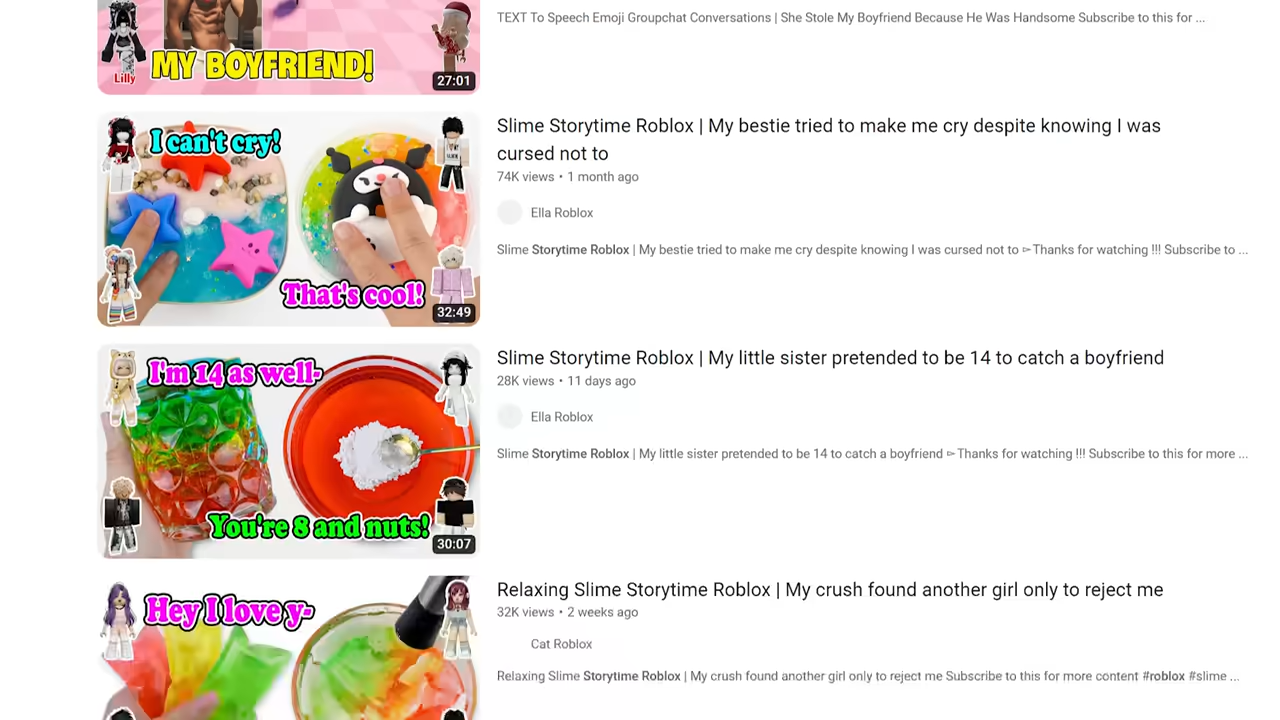 TEXT To Speech Emoji Groupchat Conversations | She Stole My Boyfriend Because He Was Handsome Subscribe to this for ...
Lilly
MY BOYFRIEND!
27:01
I can't cry!
That's cool!
32:49
Slime Storytime Roblox | My bestie tried to make me cry despite knowing I was
cursed not to
74K views • 1 month ago
Ella Roblox
Slime Storytime Roblox | My bestie tried to make me cry despite knowing I was cursed not to ➳ Thanks for watching !!! Subscribe to ...
I'm 14 as well-
You're 8 and nuts!
30:07
Slime Storytime Roblox | My little sister pretended to be 14 to catch a boyfriend
28K views • 11 days ago
Ella Roblox
Slime Storytime Roblox | My little sister pretended to be 14 to catch a boyfriend ➳ Thanks for watching !!! Subscribe to this for more ...
Hey I love y-
Relaxing Slime Storytime Roblox | My crush found another girl only to reject me
32K views • 2 weeks ago
Cat Roblox
Relaxing Slime Storytime Roblox | My crush found another girl only to reject me Subscribe to this for more content #roblox #slime ...